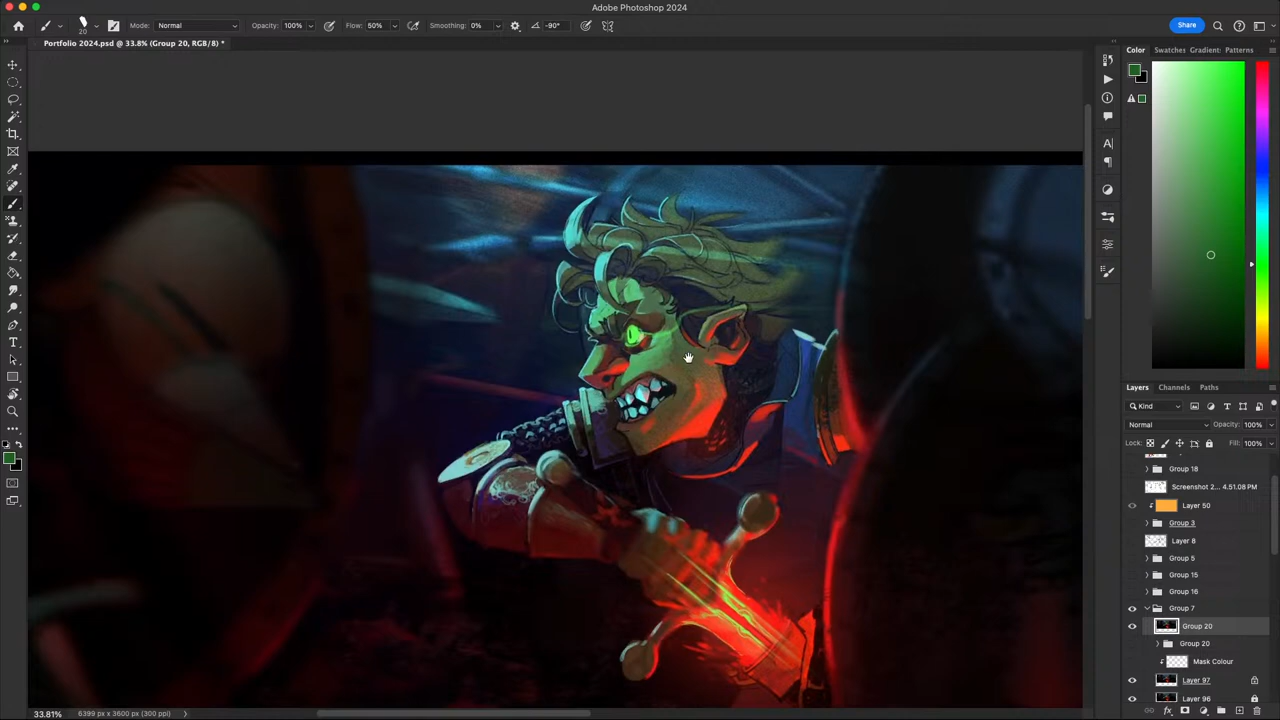 Adobe Photoshop 2024
20
Mode: Normal
Opacity: 100%
Flow: 50%
Smoothing: 0%
-90°
Share
Portfolio 2024.psd @ 33.8% (Group 20, RGB/8) *
Color
Swatches
Gradient:
Patterns
Layers
Channels
Paths
Kind
Normal
Opacity: 100%
Lock:
Fill: 100%
Group 18
Screenshot 2... 4.51.08 PM
Layer 50
Group 3
Layer 8
Group 5
Group 15
Group 16
Group 7
Group 20
Group 20
Mask Colour
Layer 97
Layer 96
33.81%
6399 px x 3600 px (300 ppi)